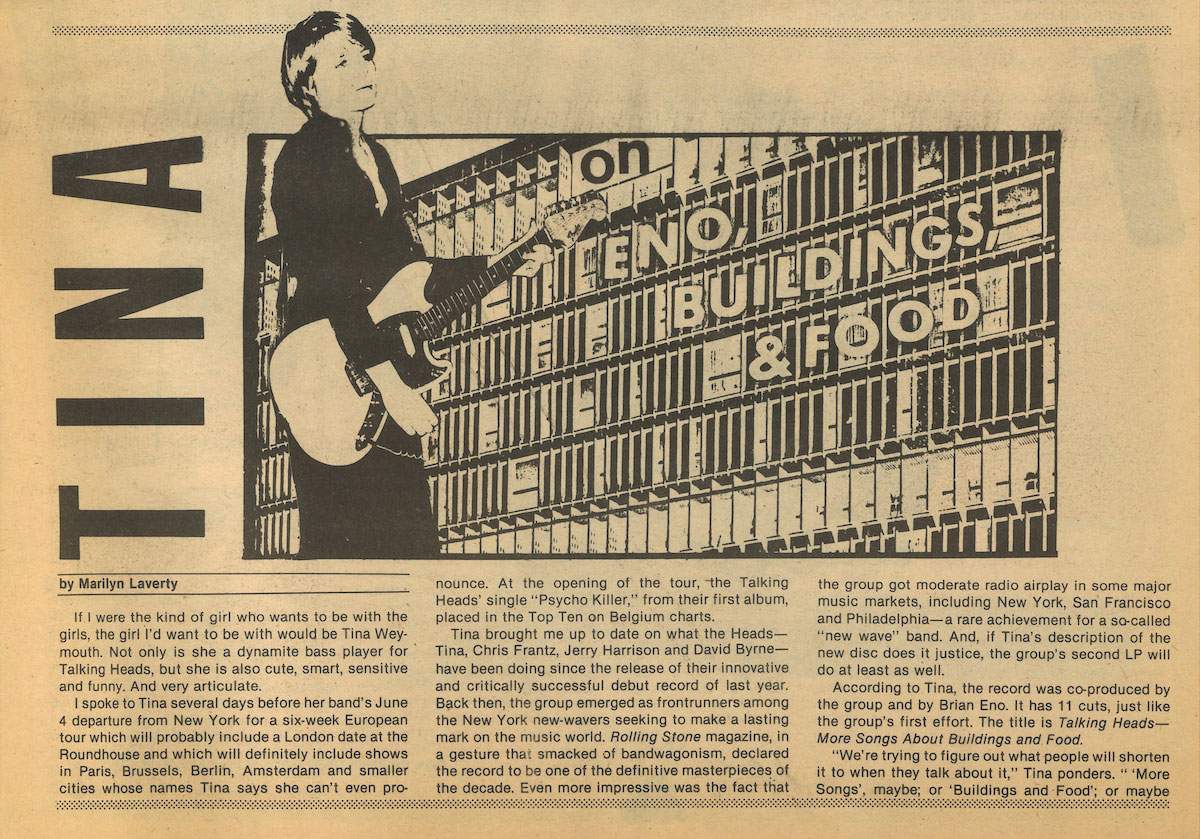 TINA
on
ENO,
BUILDINGS,
& FOOD
by Marilyn Laverty
If I were the kind of girl who wants to be with the
girls, the girl I'd want to be with would be Tina Wey-
mouth. Not only is she a dynamite bass player for
Talking Heads, but she is also cute, smart, sensitive
and funny. And very articulate.
I spoke to Tina several days before her band's June
4 departure from New York for a six-week European
tour which will probably include a London date at the
Roundhouse and which will definitely include shows
in Paris, Brussels, Berlin, Amsterdam and smaller
cities whose names Tina says she can't even pro-
nounce. At the opening of the tour, the Talking
Heads' single "Psycho Killer," from their first album,
placed in the Top Ten on Belgium charts.
Tina brought me up to date on what the Heads—
Tina, Chris Frantz, Jerry Harrison and David Byrne—
have been doing since the release of their innovative
and critically successful debut record of last year.
Back then, the group emerged as frontrunners among
the New York new-wavers seeking to make a lasting
mark on the music world. Rolling Stone magazine, in
a gesture that smacked of bandwagonism, declared
the record to be one of the definitive masterpieces of
the decade. Even more impressive was the fact that
the group got moderate radio airplay in some major
music markets, including New York, San Francisco
and Philadelphia—a rare achievement for a so-called
"new wave" band. And, if Tina's description of the
new disc does it justice, the group's second LP will
do at least as well.
According to Tina, the record was co-produced by
the group and by Brian Eno. It has 11 cuts, just like
the group's first effort. The title is Talking Heads—
More Songs About Buildings and Food.
"We're trying to figure out what people will shorten
it to when they talk about it," Tina ponders. " 'More
Songs', maybe; or 'Buildings and Food'; or maybe